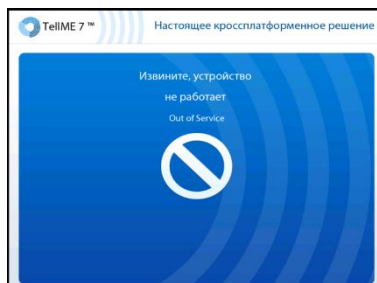 TellME 7 ™
Настоящее кроссплатформенное решение
Извините, устройство
не работает
Out of Service